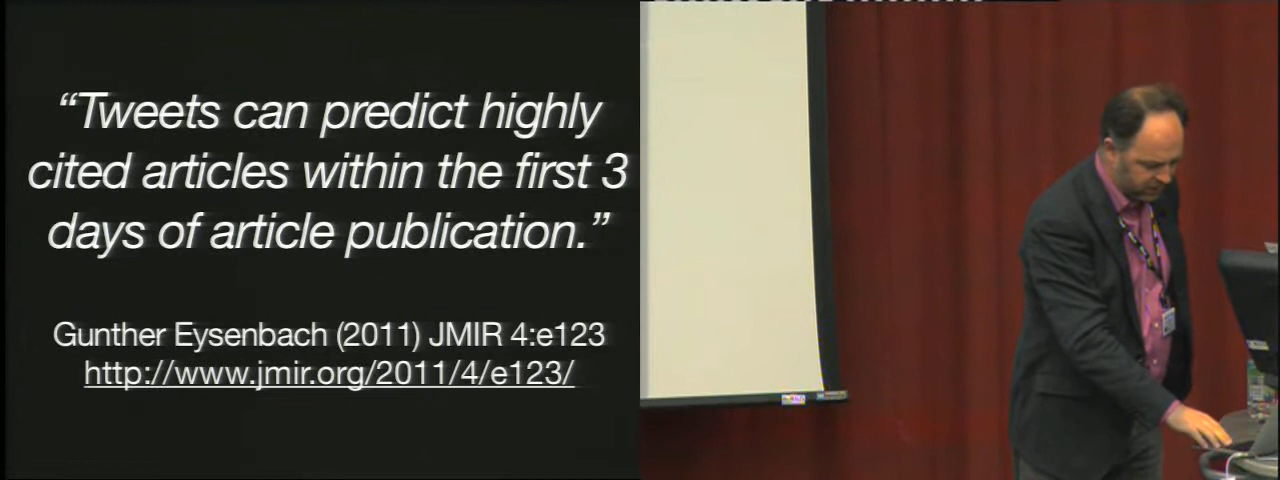 “Tweets can predict highly
cited articles within the first 3
days of article publication.”
Gunther Eysenbach (2011) JMIR 4:e123
http://www.jmir.org/2011/4/e123/